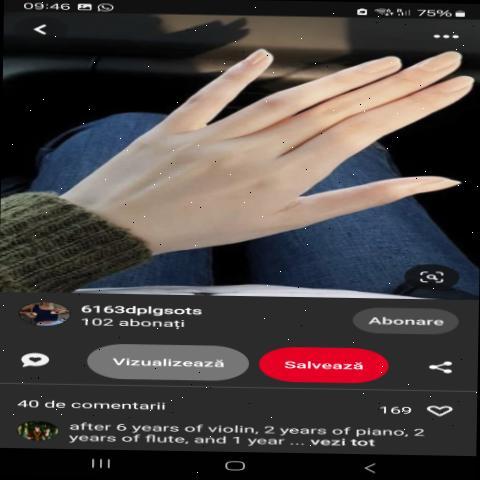 09:46 75%
6163dplgsots
102 abonați
Abonare
Vizualizează Salvează
40 de comentarii 169
after 6 years of violin, 2 years of piano, 2
years of flute, and 1 year ... vezi tot